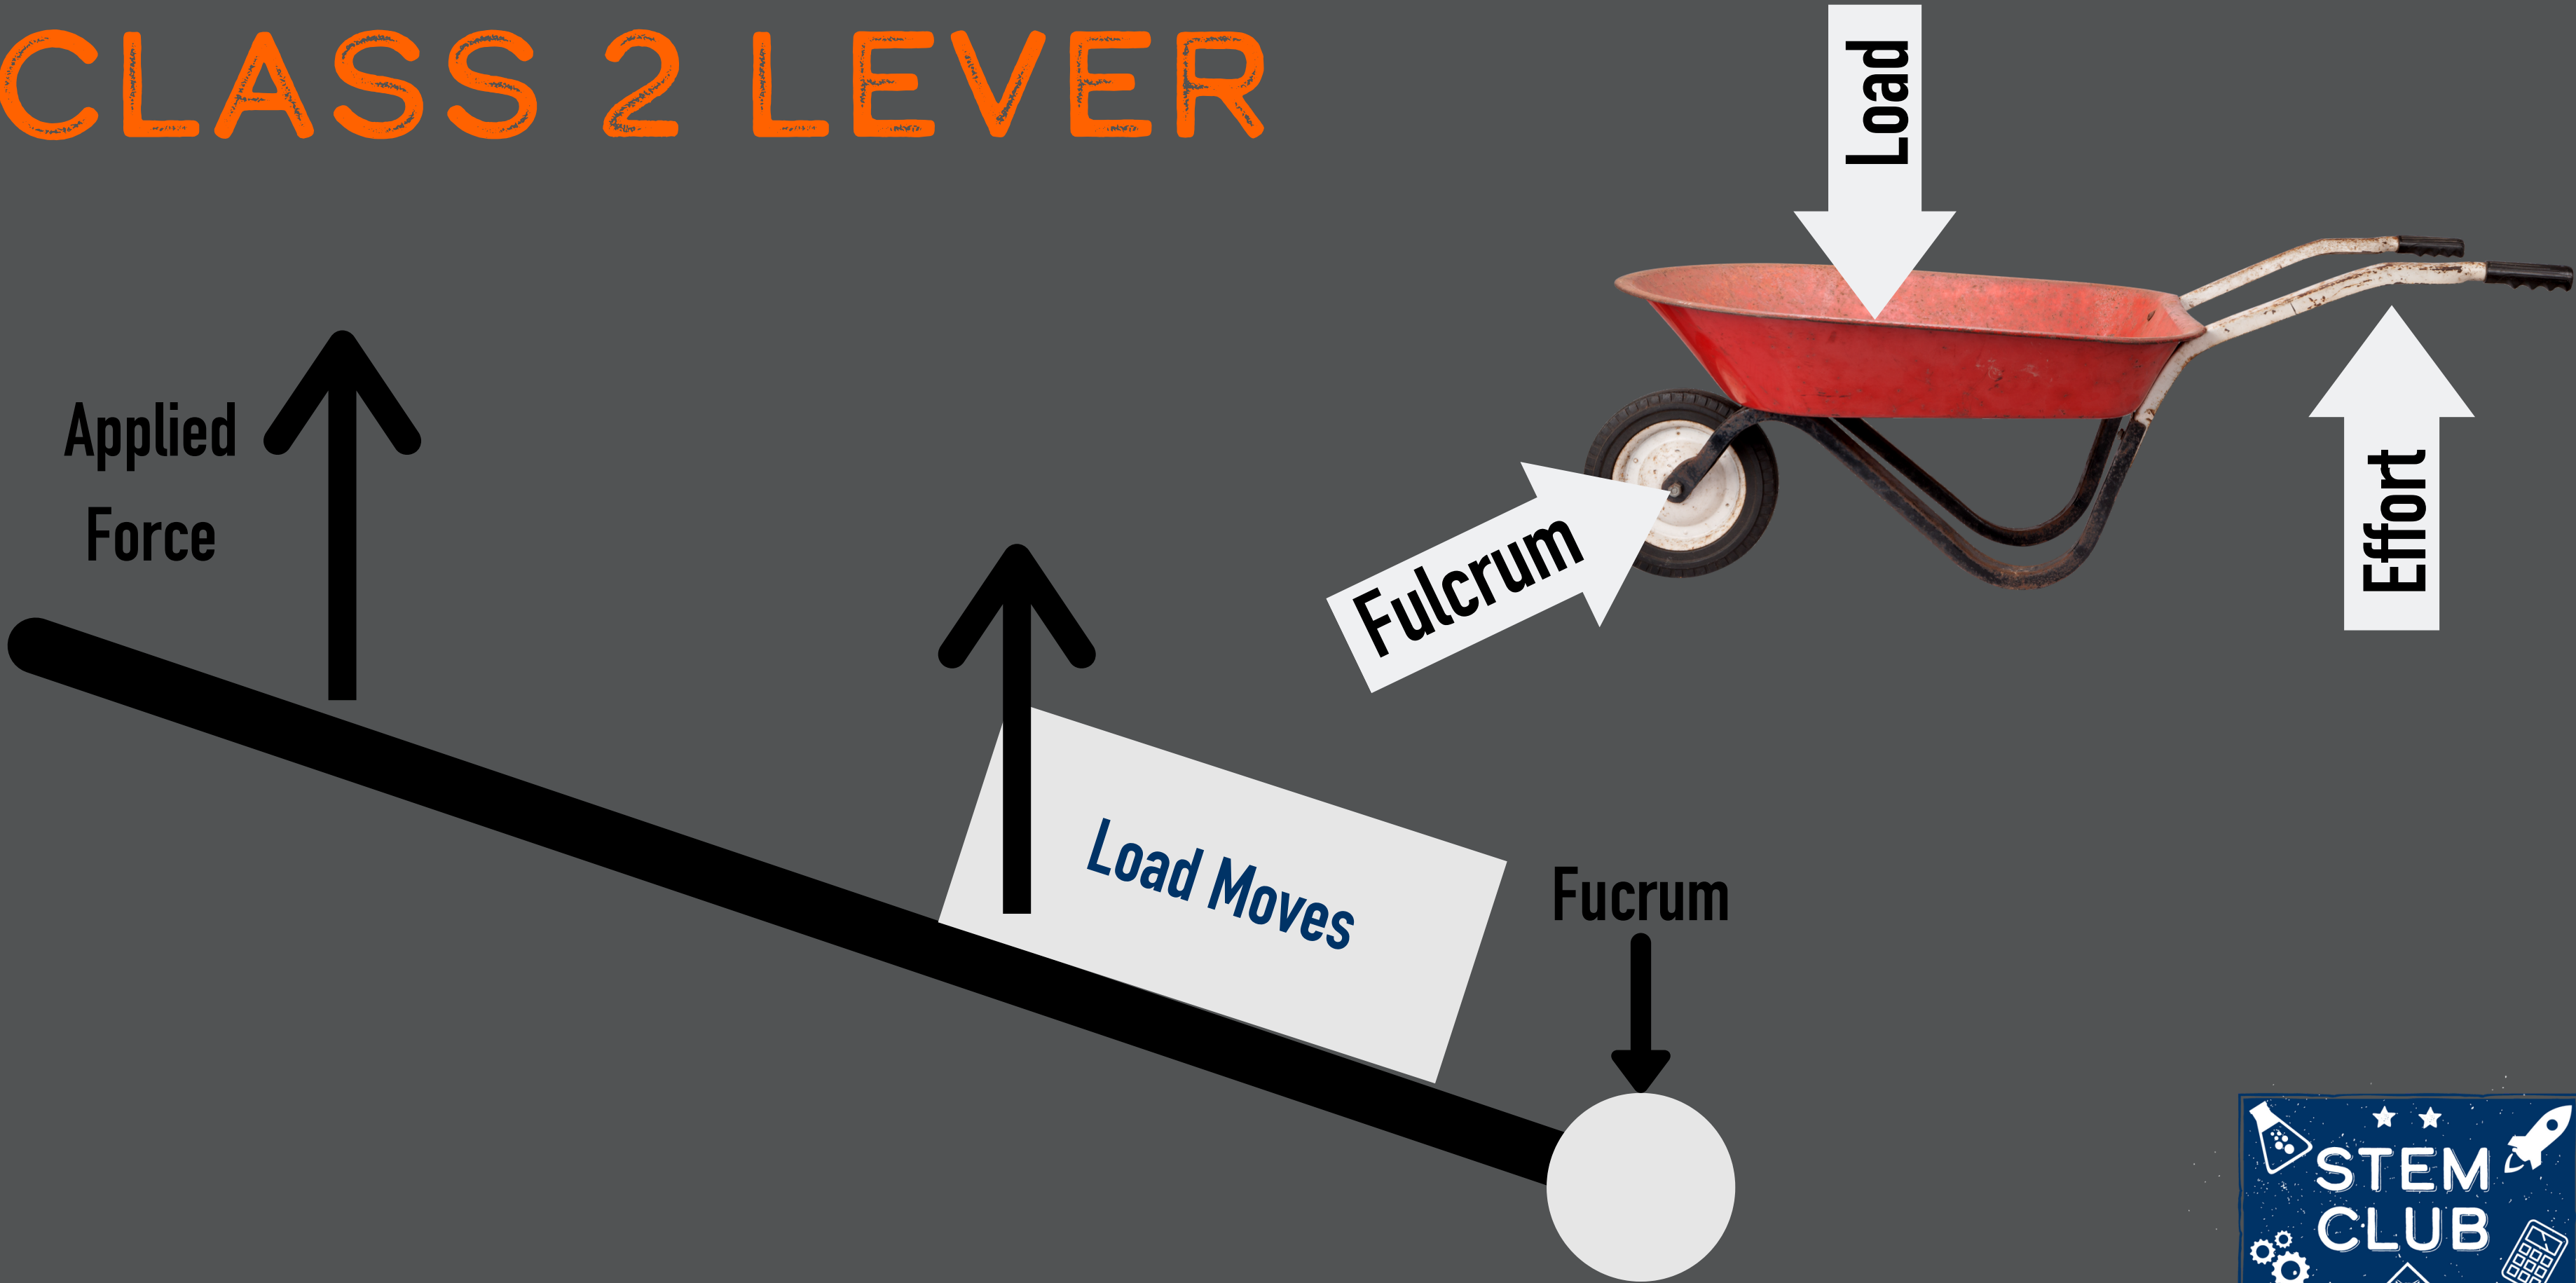 CLASS 2 LEVER
Load
Effort
Fulcrum
Applied
Force
Load Moves
Fucrum
STEM
CLUB